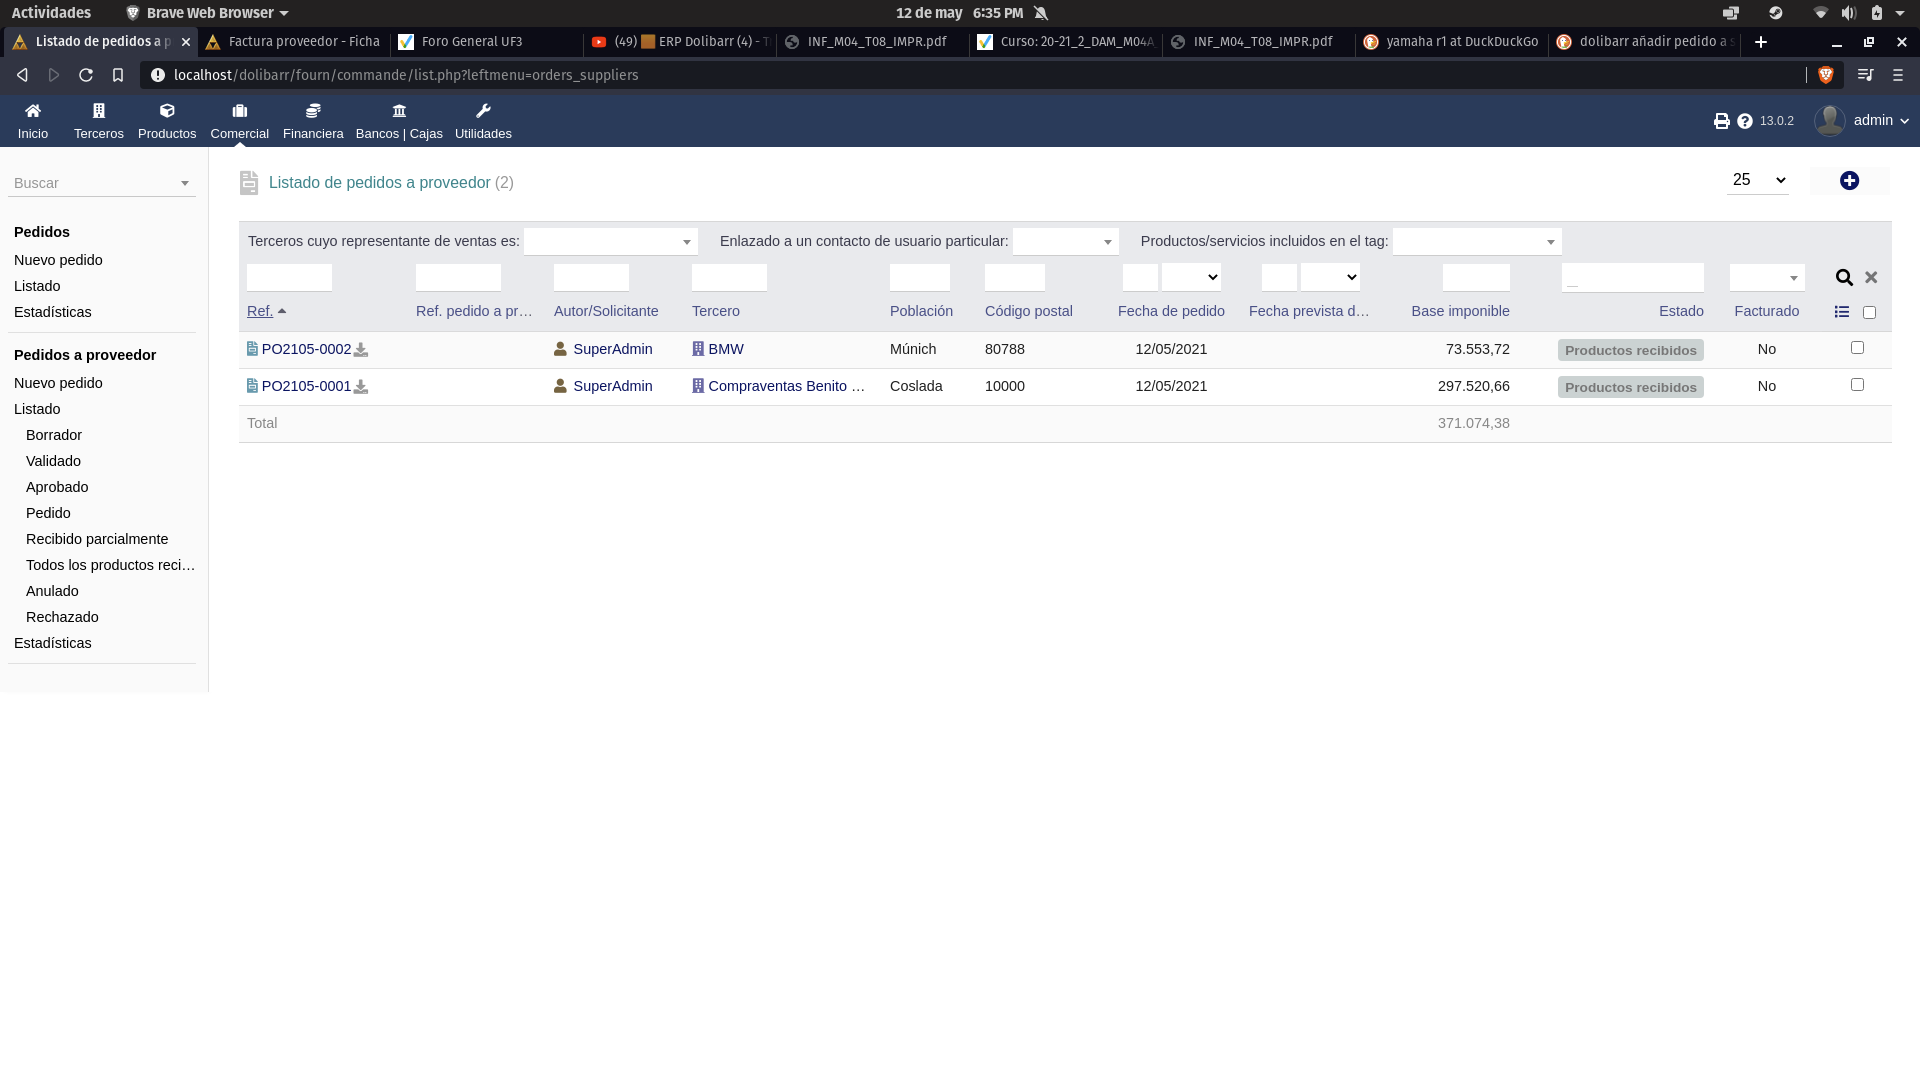 Actividades
Brave Web Browser
12 de may 6:35 PM
Listado de pedidos a p
Factura proveedor - Ficha
Foro General UF3
(49) ERP Dolibarr (4) - T
INF_M04_T08_IMPR.pdf
Curso: 20-21_2_DAM_M04A
INF_M04_T08_IMPR.pdf
yamaha r1 at DuckDuckGo
dolibarr añadir pedido a s
localhost/dolibarr/fourn/commande/list.php?leftmenu=orders_suppliers
Inicio Terceros Productos Comercial Financiera Bancos | Cajas Utilidades
13.0.2 admin
Buscar
Pedidos
Nuevo pedido
Listado
Estadísticas
Pedidos a proveedor
Nuevo pedido
Listado
Borrador
Validado
Aprobado
Pedido
Recibido parcialmente
Todos los productos reci…
Anulado
Rechazado
Estadísticas
Listado de pedidos a proveedor (2)
25
Terceros cuyo representante de ventas es: Enlazado a un contacto de usuario particular: Productos/servicios incluidos en el tag:
Ref. Ref. pedido a pr… Autor/Solicitante Tercero Población Código postal Fecha de pedido Fecha prevista d… Base imponible Estado Facturado
PO2105-0002 SuperAdmin BMW Múnich 80788 12/05/2021 73.553,72 Productos recibidos No
PO2105-0001 SuperAdmin Compraventas Benito … Coslada 10000 12/05/2021 297.520,66 Productos recibidos No
Total 371.074,38